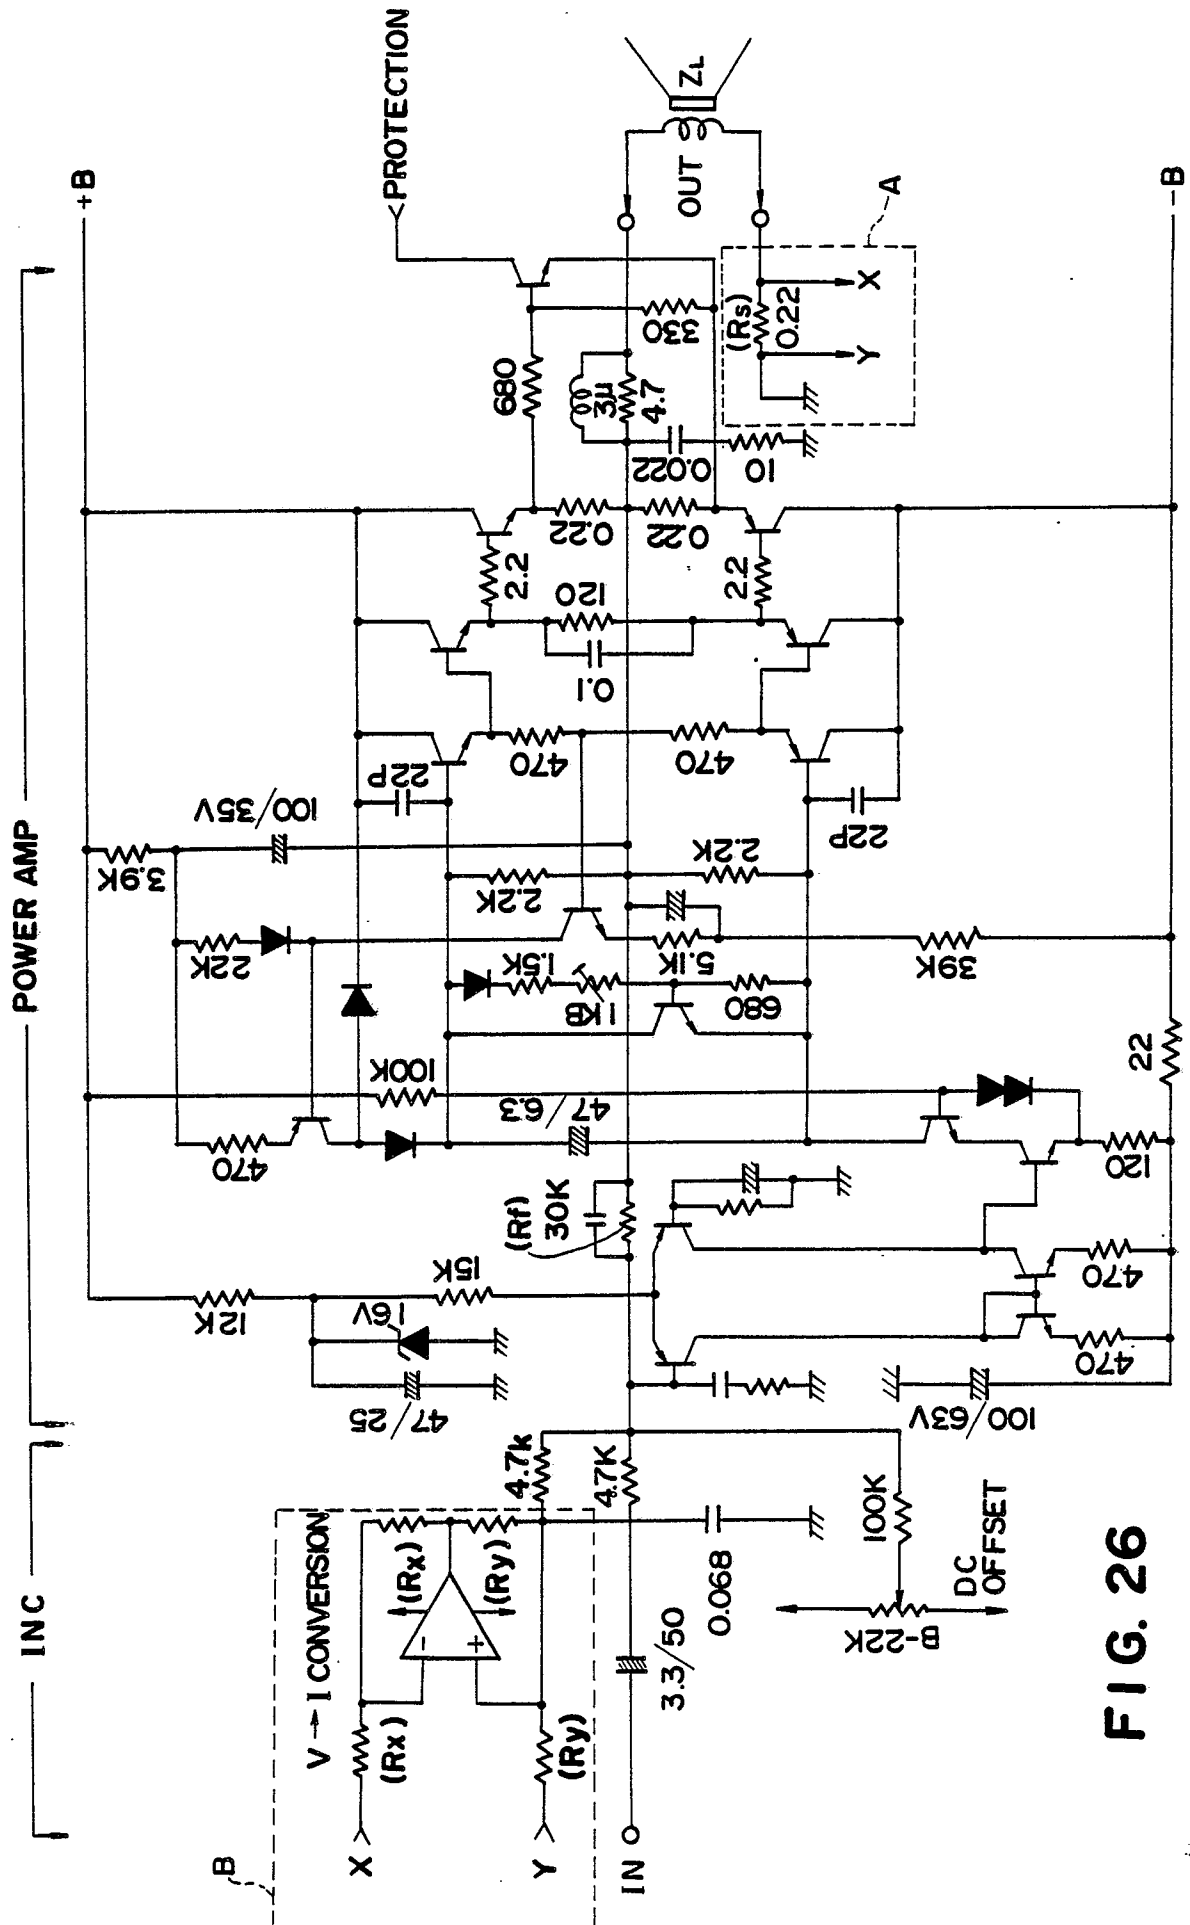 POWER AMP
INC
+B
-B
PROTECTION
ZL
OUT
A
X
Y
(Rs)
0.22
330
680
3μ
4.7
0.022
10
0.22
0.22
2.2
2.2
120
0.1
470
470
22P
22P
100/35V
3.9K
2.2K
2.2K
22K
1.5K
1KB
5.1K
680
39K
22
100K
47/6.3
470
120
(Rf)
30K
12K
15K
16V
47/25
470
470
100/63V
4.7k
4.7K
V→I CONVERSION
(Rx)
(Ry)
(Rx)
(Ry)
-
+
B
X
Y
IN
3.3/50
0.068
100K
B-22K
DC
OFFSET
FIG. 26